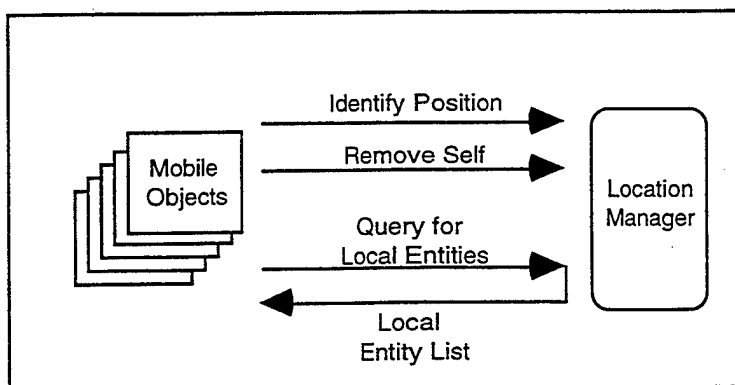 Identify Position
Remove Self
Mobile
Objects
Location
Manager
Query for
Local Entities
Local
Entity List